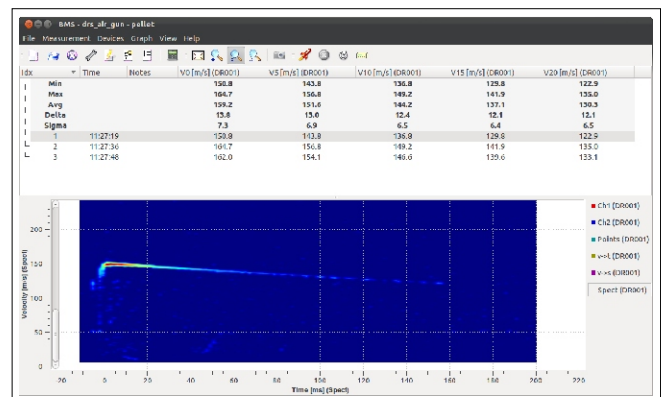 BMS - drs_air_gun - pellet
File Measurement Devices Graph View Help
Idx Time Notes V0 [m/s] (DR001) V5 [m/s] (DR001) V10 [m/s] (DR001) V15 [m/s] (DR001) V20 [m/s] (DR001)
Min 150.8 143.8 136.8 129.8 122.9
Max 164.7 156.8 149.2 141.9 135.0
Avg 159.2 151.6 144.2 137.1 130.3
Delta 13.8 13.0 12.4 12.1 12.1
Sigma 7.3 6.9 6.5 6.4 6.5
1 11:27:19 150.8 143.8 136.8 129.8 122.9
2 11:27:36 164.7 156.8 149.2 141.9 135.0
3 11:27:48 162.0 154.1 146.6 139.6 133.1
Ch1 (DR001)
Ch2 (DR001)
Points (DR001)
v->t (DR001)
v->s (DR001)
Spect (DR001)
Velocity [m/s] (Spect)
200
150
100
50
0
-20 0 20 40 60 80 100 120 140 160 180 200 220
Time [ms] (Spect)